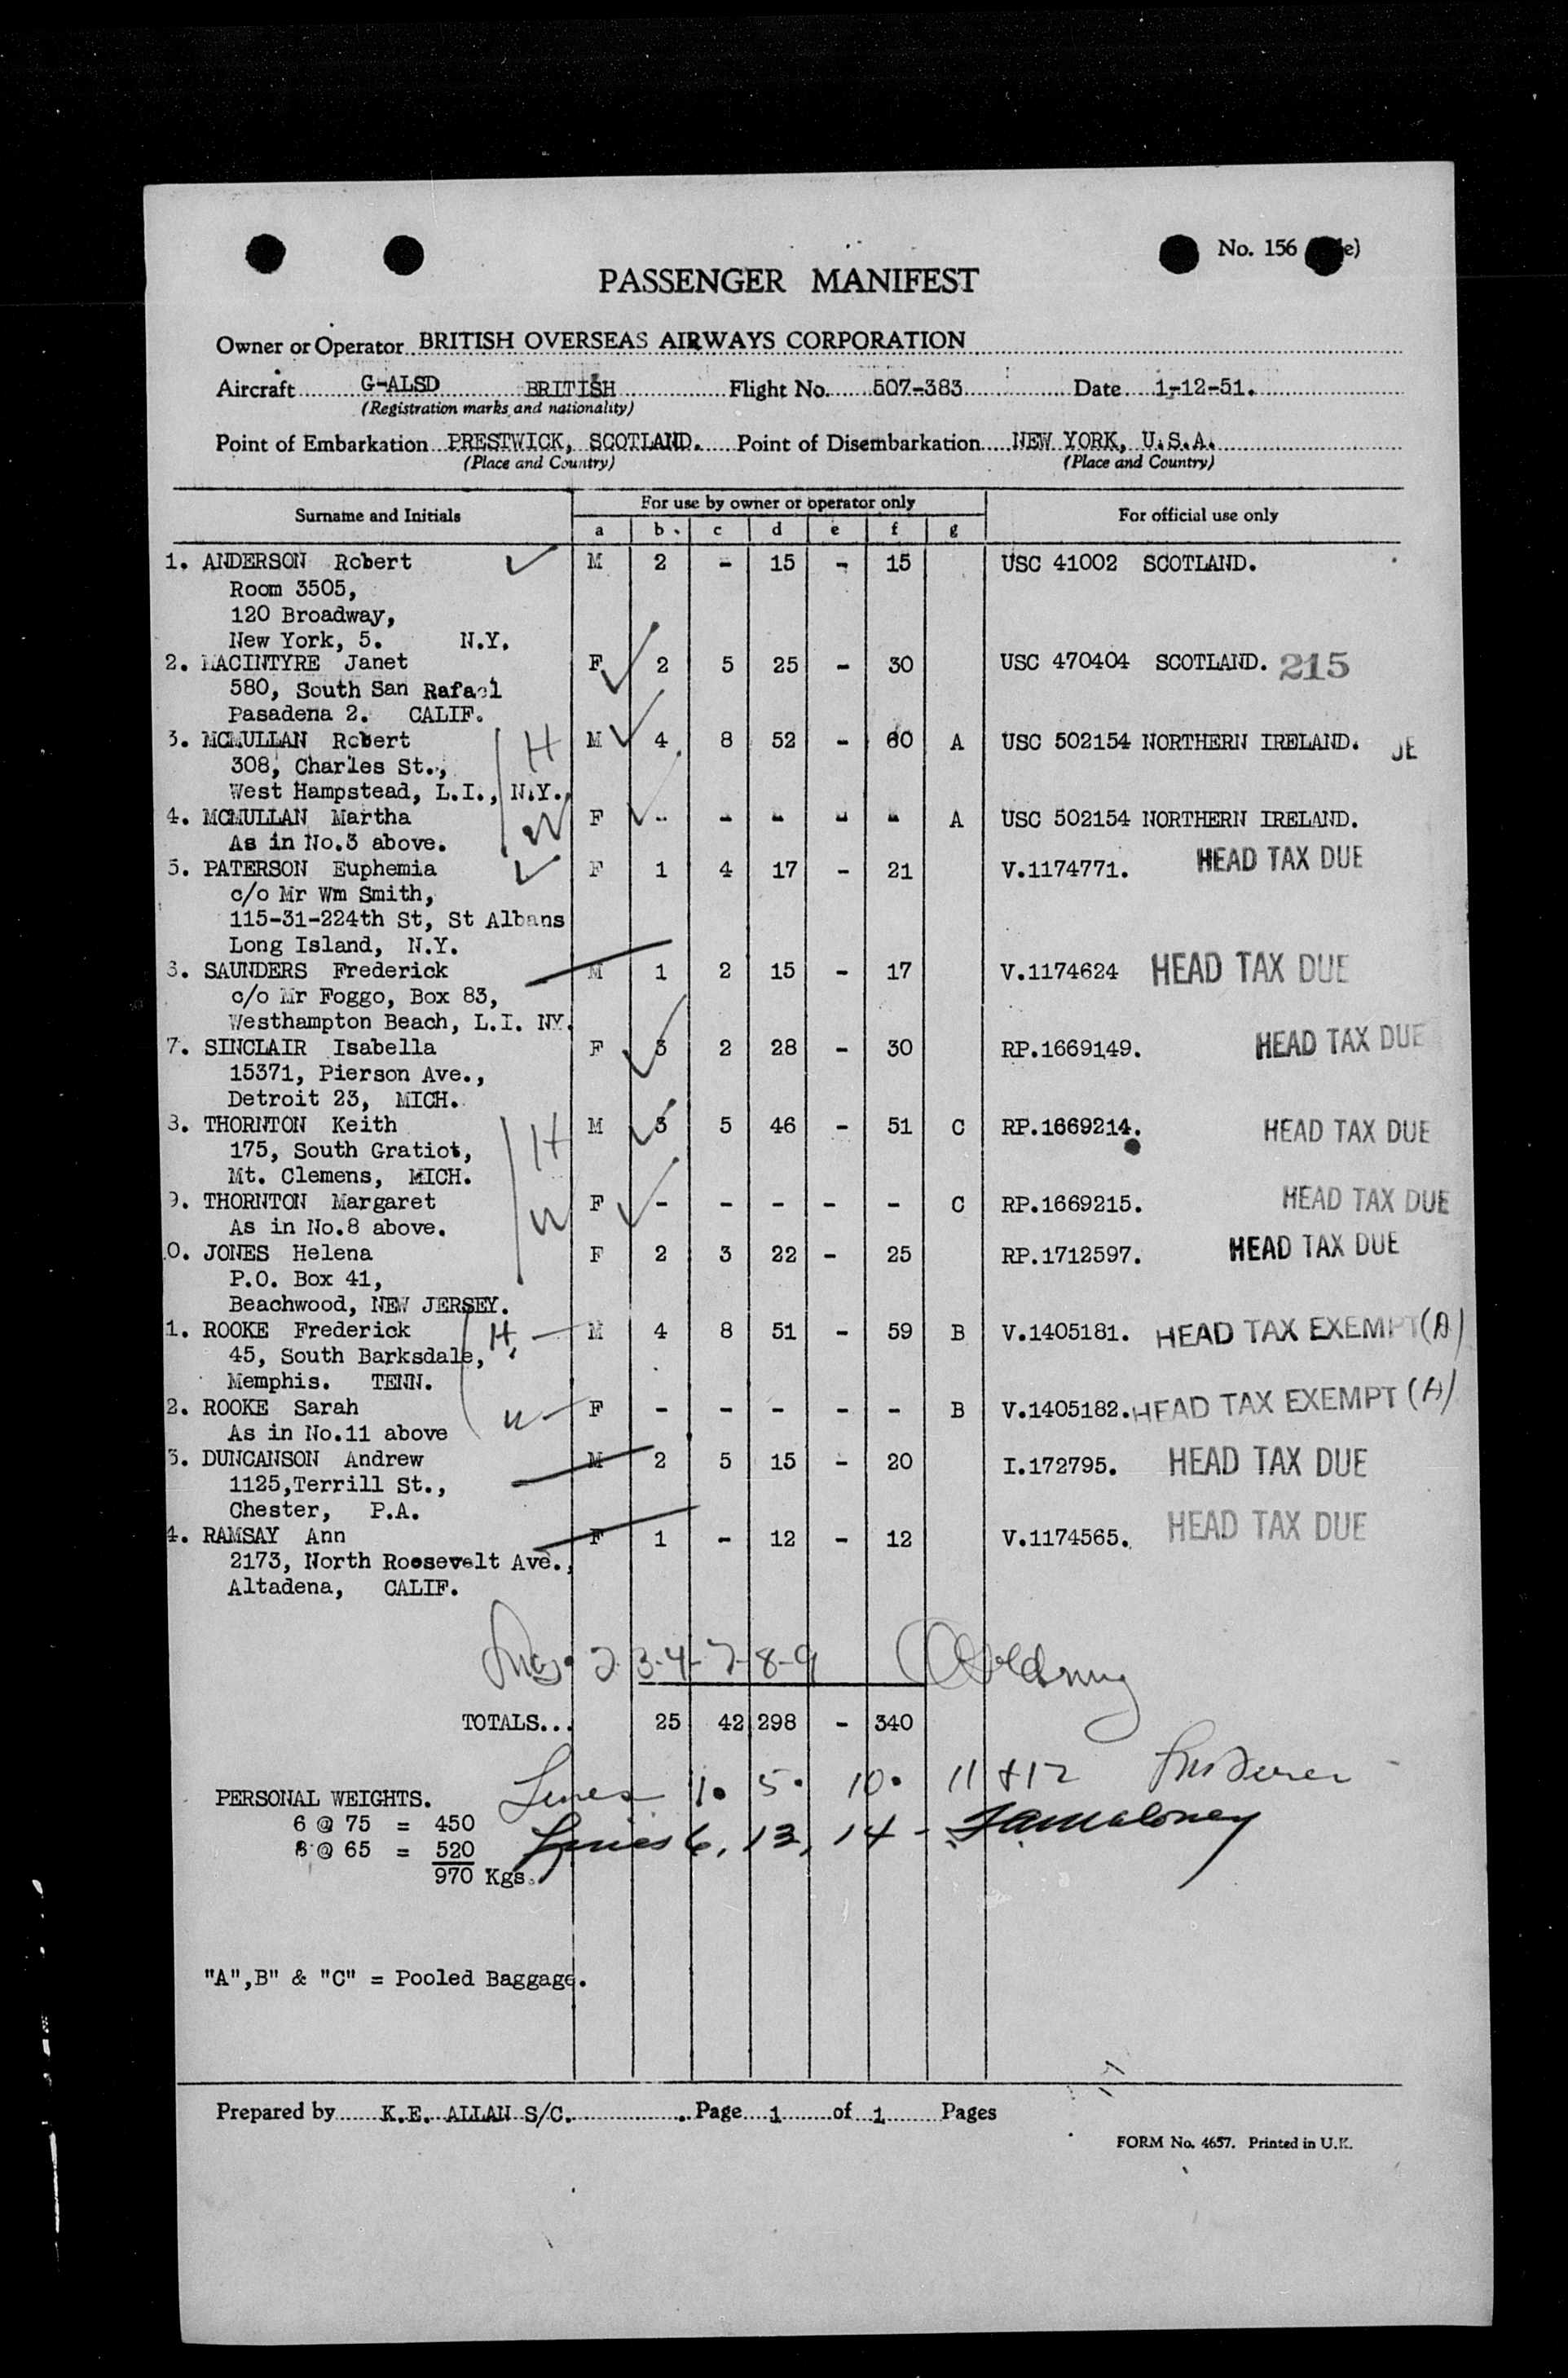 No. 156 e)
PASSENGER MANIFEST
Owner or Operator BRITISH OVERSEAS AIRWAYS CORPORATION
Aircraft G-ALSD BRITISH Flight No. 507-383 Date 1-12-51.
(Registration marks and nationality)
Point of Embarkation PRESTWICK, SCOTLAND. Point of Disembarkation NEW YORK, U.S.A.
(Place and Country) (Place and Country)
Surname and Initials For use by owner or operator only For official use only
a b c d e f g
1. ANDERSON Robert M 2 - 15 - 15 USC 41002 SCOTLAND.
Room 3505,
120 Broadway,
New York, 5. N.Y.
2. MACINTYRE Janet F 2 5 25 - 30 USC 470404 SCOTLAND. 215
580, South San Rafael
Pasadena 2. CALIF.
3. MCMULLAN Robert H M 4 8 52 - 60 A USC 502154 NORTHERN IRELAND. JE
308, Charles St.,
West Hampstead, L.I., N.Y.,
4. MCMULLAN Martha W F - - - - - A USC 502154 NORTHERN IRELAND.
As in No.3 above.
5. PATERSON Euphemia F 1 4 17 - 21 V.1174771. HEAD TAX DUE
c/o Mr Wm Smith,
115-31-224th St, St Albans
Long Island, N.Y.
6. SAUNDERS Frederick M 1 2 15 - 17 V.1174624 HEAD TAX DUE
c/o Mr Foggo, Box 83,
Westhampton Beach, L.I. NY.
7. SINCLAIR Isabella F 3 2 28 - 30 RP.1669149. HEAD TAX DUE
15371, Pierson Ave.,
Detroit 23, MICH.
8. THORNTON Keith H M 3 5 46 - 51 C RP.1669214. HEAD TAX DUE
175, South Gratiot,
Mt. Clemens, MICH.
9. THORNTON Margaret W F - - - - - C RP.1669215. HEAD TAX DUE
As in No.8 above.
0. JONES Helena F 2 3 22 - 25 RP.1712597. HEAD TAX DUE
P.O. Box 41,
Beachwood, NEW JERSEY.
1. ROOKE Frederick H M 4 8 51 - 59 B V.1405181. HEAD TAX EXEMPT (A)
45, South Barksdale,
Memphis. TENN.
2. ROOKE Sarah W F - - - - - B V.1405182. HEAD TAX EXEMPT (A)
As in No.11 above
3. DUNCANSON Andrew M 2 5 15 - 20 I.172795. HEAD TAX DUE
1125,Terrill St.,
Chester, P.A.
4. RAMSAY Ann F 1 - 12 - 12 V.1174565. HEAD TAX DUE
2173, North Roosevelt Ave.,
Altadena, CALIF.
2-3-4-7-8-9
TOTALS... 25 42 298 - 340
Lines 1. 5. 10. 11 & 12
PERSONAL WEIGHTS.
6 @ 75 = 450
Lines 6, 13, 14 -
8 @ 65 = 520
970 Kgs.
"A",B" & "C" = Pooled Baggage.
Prepared by K.E. ALLAN S/C. Page 1 of 1 Pages
FORM No. 4657. Printed in U.K.